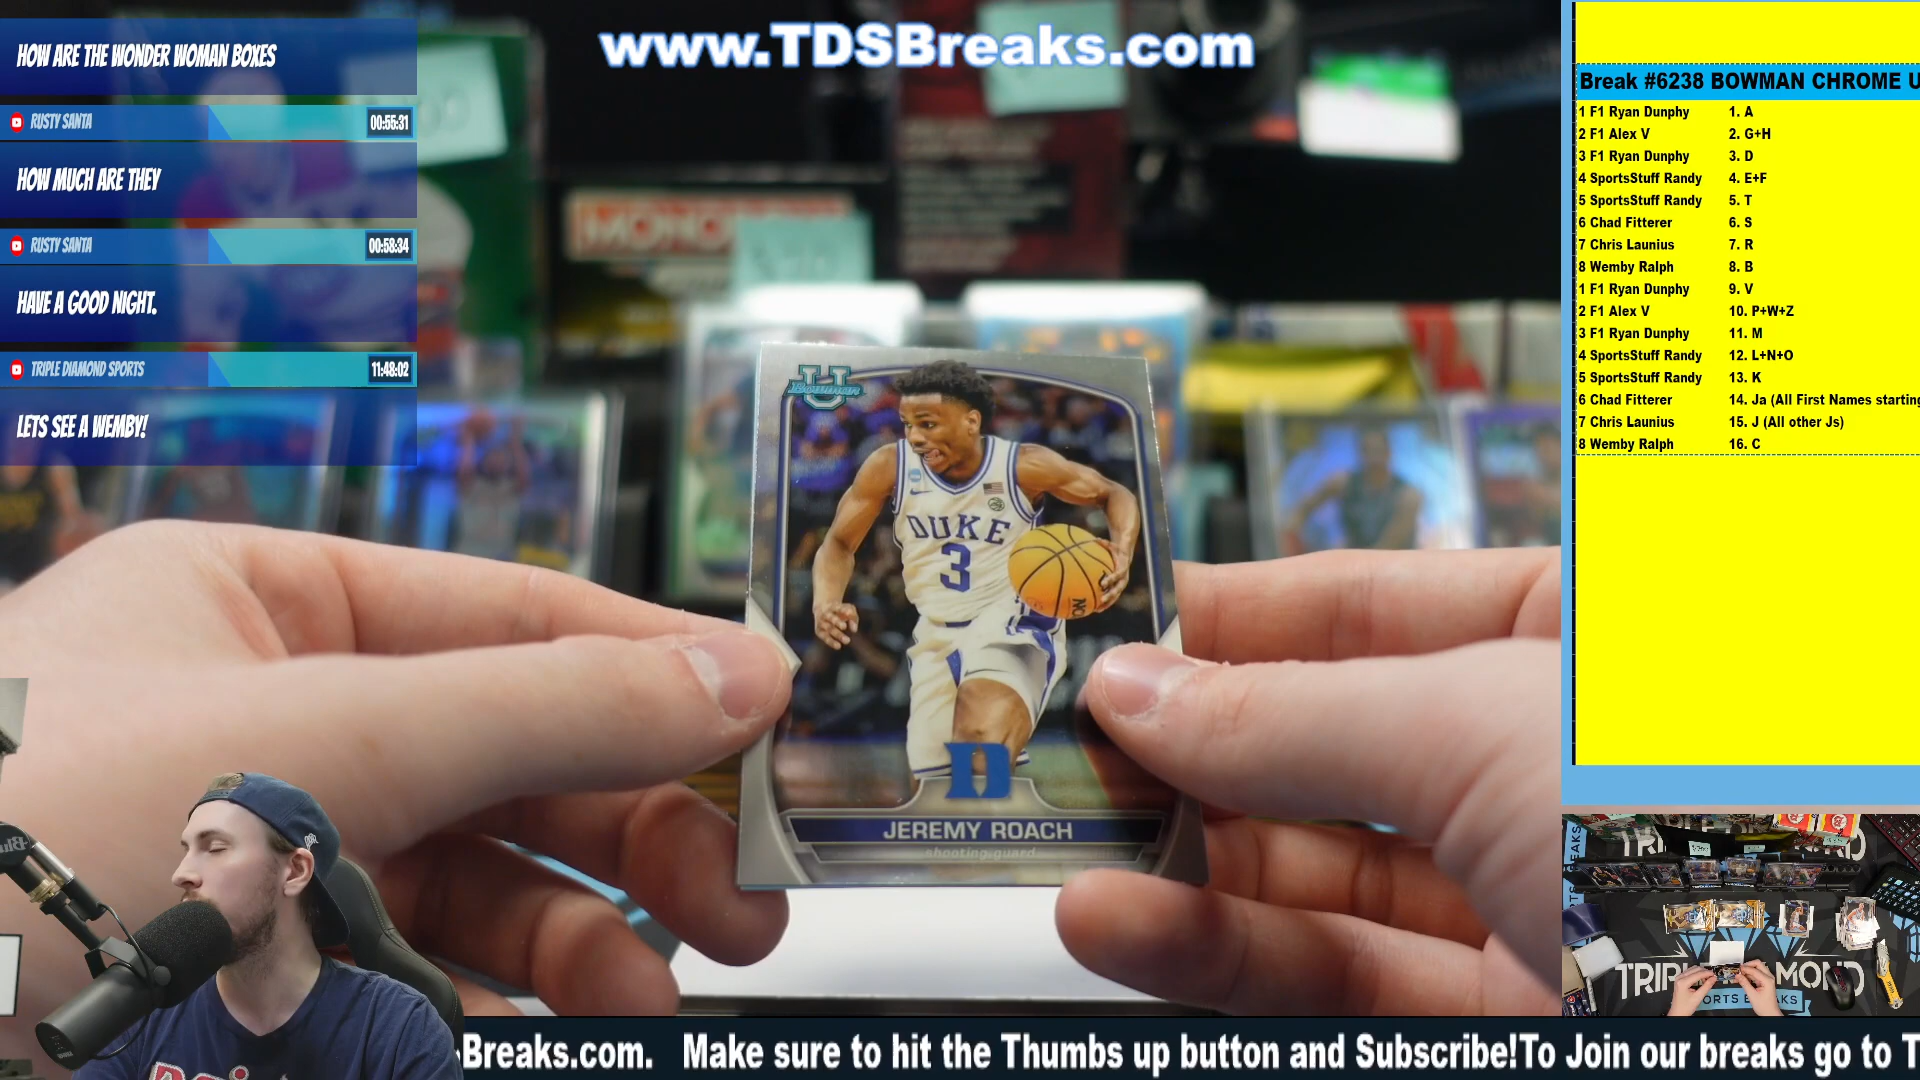 HOW ARE THE WONDER WOMAN BOXES
RUSTY SANTA 00:55:31
HOW MUCH ARE THEY
RUSTY SANTA 00:58:34
HAVE A GOOD NIGHT.
TRIPLE DIAMOND SPORTS 11:48:02
LETS SEE A WEMBY!
www.TDSBreaks.com
U
Bowman
DUKE
3
D
JEREMY ROACH
shooting guard
Break #6238 BOWMAN CHROME U
1 F1 Ryan Dunphy 1. A
2 F1 Alex V 2. G+H
3 F1 Ryan Dunphy 3. D
4 SportsStuff Randy 4. E+F
5 SportsStuff Randy 5. T
6 Chad Fitterer 6. S
7 Chris Launius 7. R
8 Wemby Ralph 8. B
1 F1 Ryan Dunphy 9. V
2 F1 Alex V 10. P+W+Z
3 F1 Ryan Dunphy 11. M
4 SportsStuff Randy 12. L+N+O
5 SportsStuff Randy 13. K
6 Chad Fitterer 14. Ja (All First Names starting
7 Chris Launius 15. J (All other Js)
8 Wemby Ralph 16. C
Breaks.com. Make sure to hit the Thumbs up button and Subscribe!To Join our breaks go to T